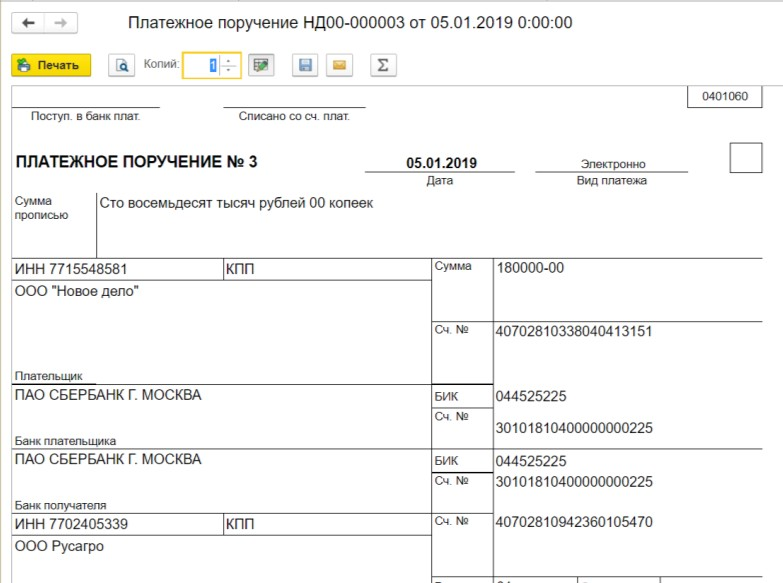 Платежное поручение НД00-000003 от 05.01.2019 0:00:00
Печать
Копий: 1
0401060
Поступ. в банк плат. Списано со сч. плат.
ПЛАТЕЖНОЕ ПОРУЧЕНИЕ № 3 05.01.2019 Электронно
Дата Вид платежа
Сумма прописью Сто восемьдесят тысяч рублей 00 копеек
ИНН 7715548581 КПП Сумма 180000-00
ООО "Новое дело"
Сч. № 40702810338040413151
Плательщик
ПАО СБЕРБАНК Г. МОСКВА БИК 044525225
Сч. № 30101810400000000225
Банк плательщика
ПАО СБЕРБАНК Г. МОСКВА БИК 044525225
Сч. № 30101810400000000225
Банк получателя
ИНН 7702405339 КПП Сч. № 40702810942360105470
ООО Русагро